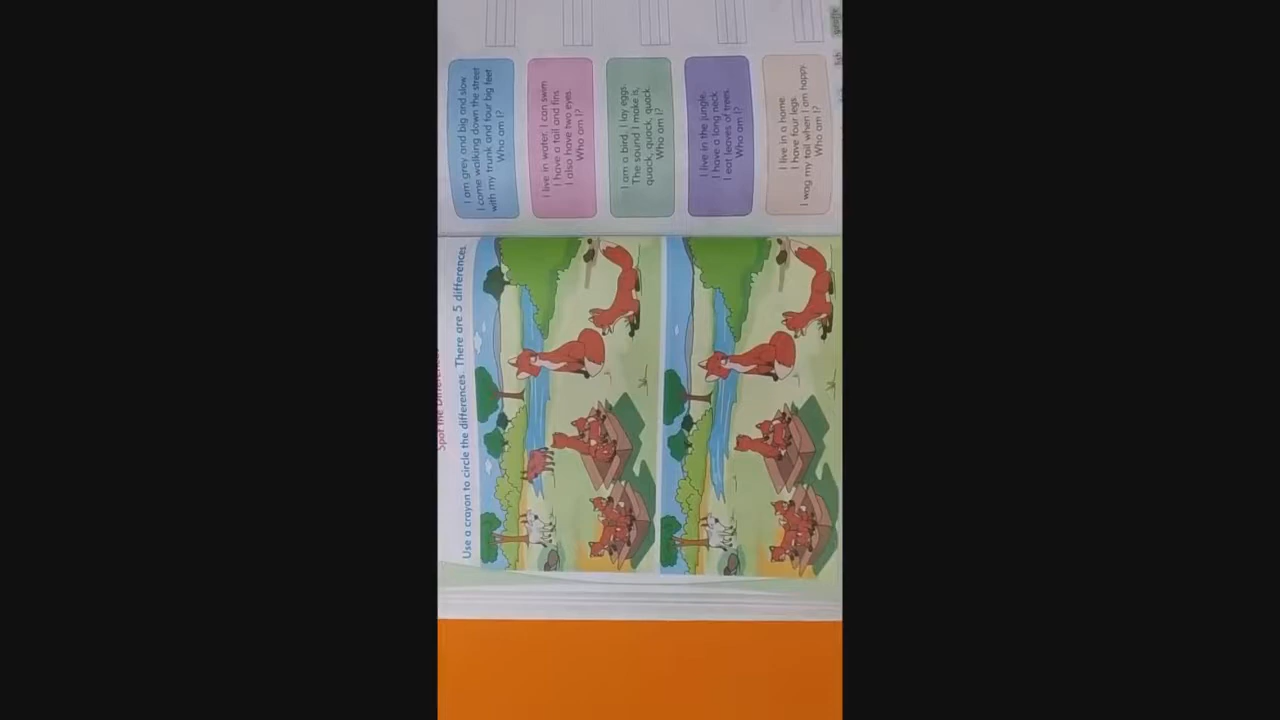 Spot the Difference
Use a crayon to circle the differences. There are 5 differences.
I am grey and big and slow
I come walking down the street
with my trunk and four big feet
Who am I?
I live in water, I can swim
I have a tail and fins
I also have two eyes.
Who am I?
I am a bird, I lay eggs
The sound I make is,
quack, quack, quack, quack.
Who am I?
I live in the jungle,
I have a long neck
I eat leaves of trees.
Who am I?
I live in a home
I have four legs
I wag my tail when I am happy
Who am I?
fish